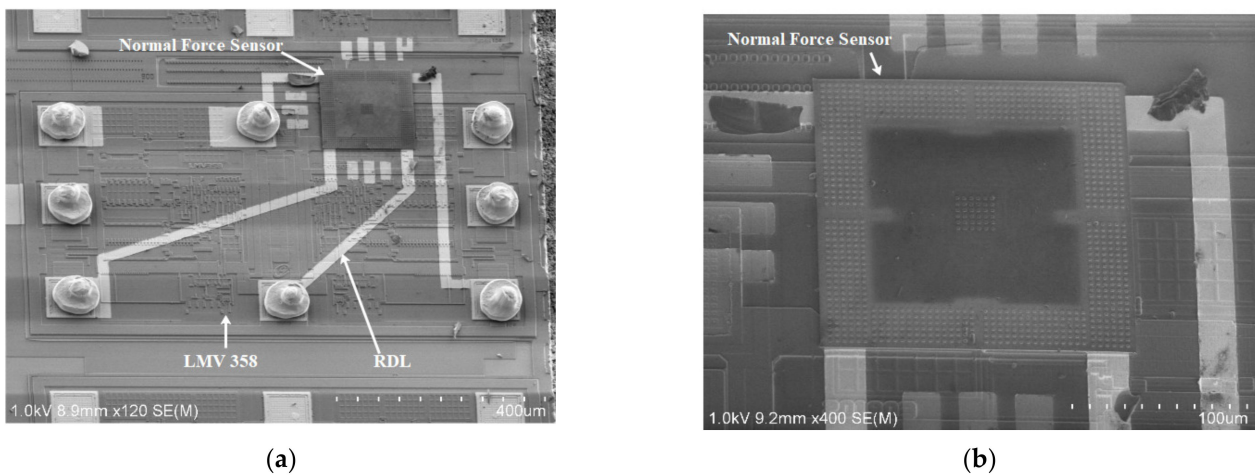 Normal Force Sensor
LMV 358
RDL
1.0kV 8.9mm x120 SE(M)
400um
(a)
Normal Force Sensor
1.0kV 9.2mm x400 SE(M)
100um
(b)